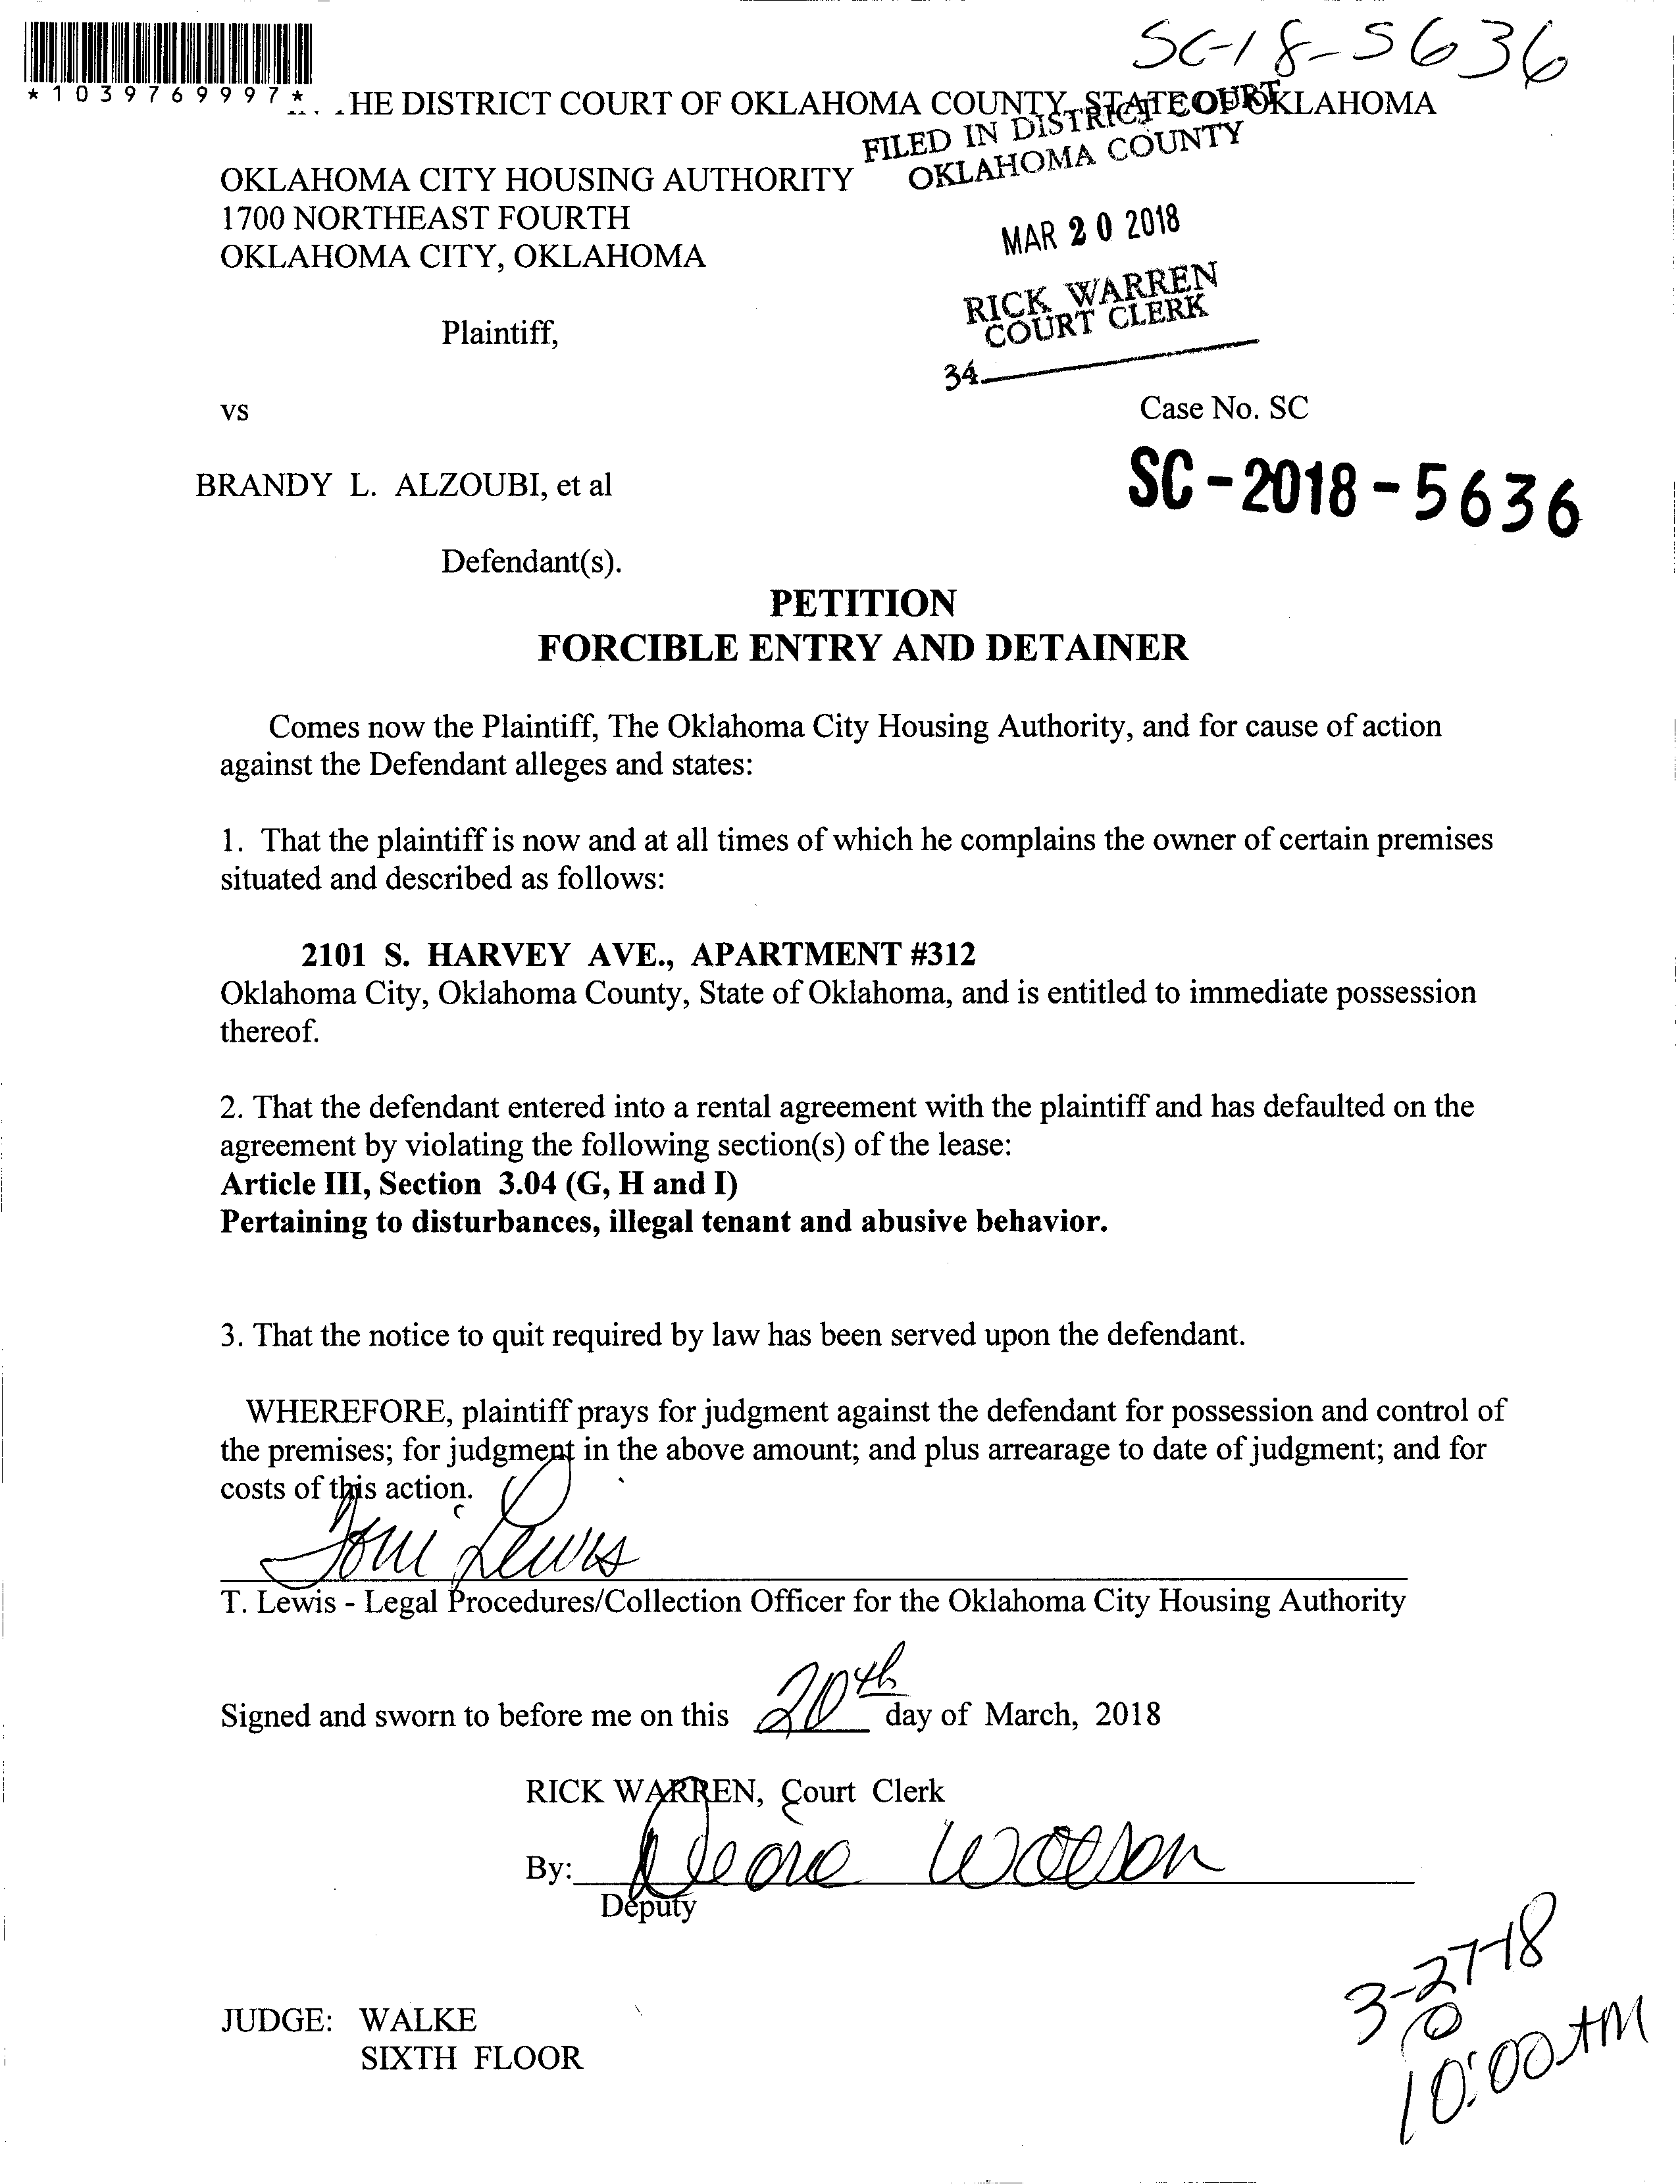 SC-18-5636
*1039769997*
.HE DISTRICT COURT OF OKLAHOMA COUNTY, STATE OF OKLAHOMA
FILED IN DISTRICT COURT
OKLAHOMA COUNTY
OKLAHOMA CITY HOUSING AUTHORITY
1700 NORTHEAST FOURTH
OKLAHOMA CITY, OKLAHOMA
MAR 20 2018
RICK WARREN
COURT CLERK
34
Plaintiff,
vs
Case No. SC
BRANDY L. ALZOUBI, et al
SC-2018-5636
Defendant(s).
PETITION
FORCIBLE ENTRY AND DETAINER
Comes now the Plaintiff, The Oklahoma City Housing Authority, and for cause of action
against the Defendant alleges and states:
1. That the plaintiff is now and at all times of which he complains the owner of certain premises
situated and described as follows:
2101 S. HARVEY AVE., APARTMENT #312
Oklahoma City, Oklahoma County, State of Oklahoma, and is entitled to immediate possession
thereof.
2. That the defendant entered into a rental agreement with the plaintiff and has defaulted on the
agreement by violating the following section(s) of the lease:
Article III, Section 3.04 (G, H and I)
Pertaining to disturbances, illegal tenant and abusive behavior.
3. That the notice to quit required by law has been served upon the defendant.
WHEREFORE, plaintiff prays for judgment against the defendant for possession and control of
the premises; for judgment in the above amount; and plus arrearage to date of judgment; and for
costs of this action.
Toni Lewis
T. Lewis - Legal Procedures/Collection Officer for the Oklahoma City Housing Authority
Signed and sworn to before me on this 20th day of March, 2018
RICK WARREN, Court Clerk
By:
Deputy
3-27-18
@
10:00 AM
JUDGE: WALKE
SIXTH FLOOR